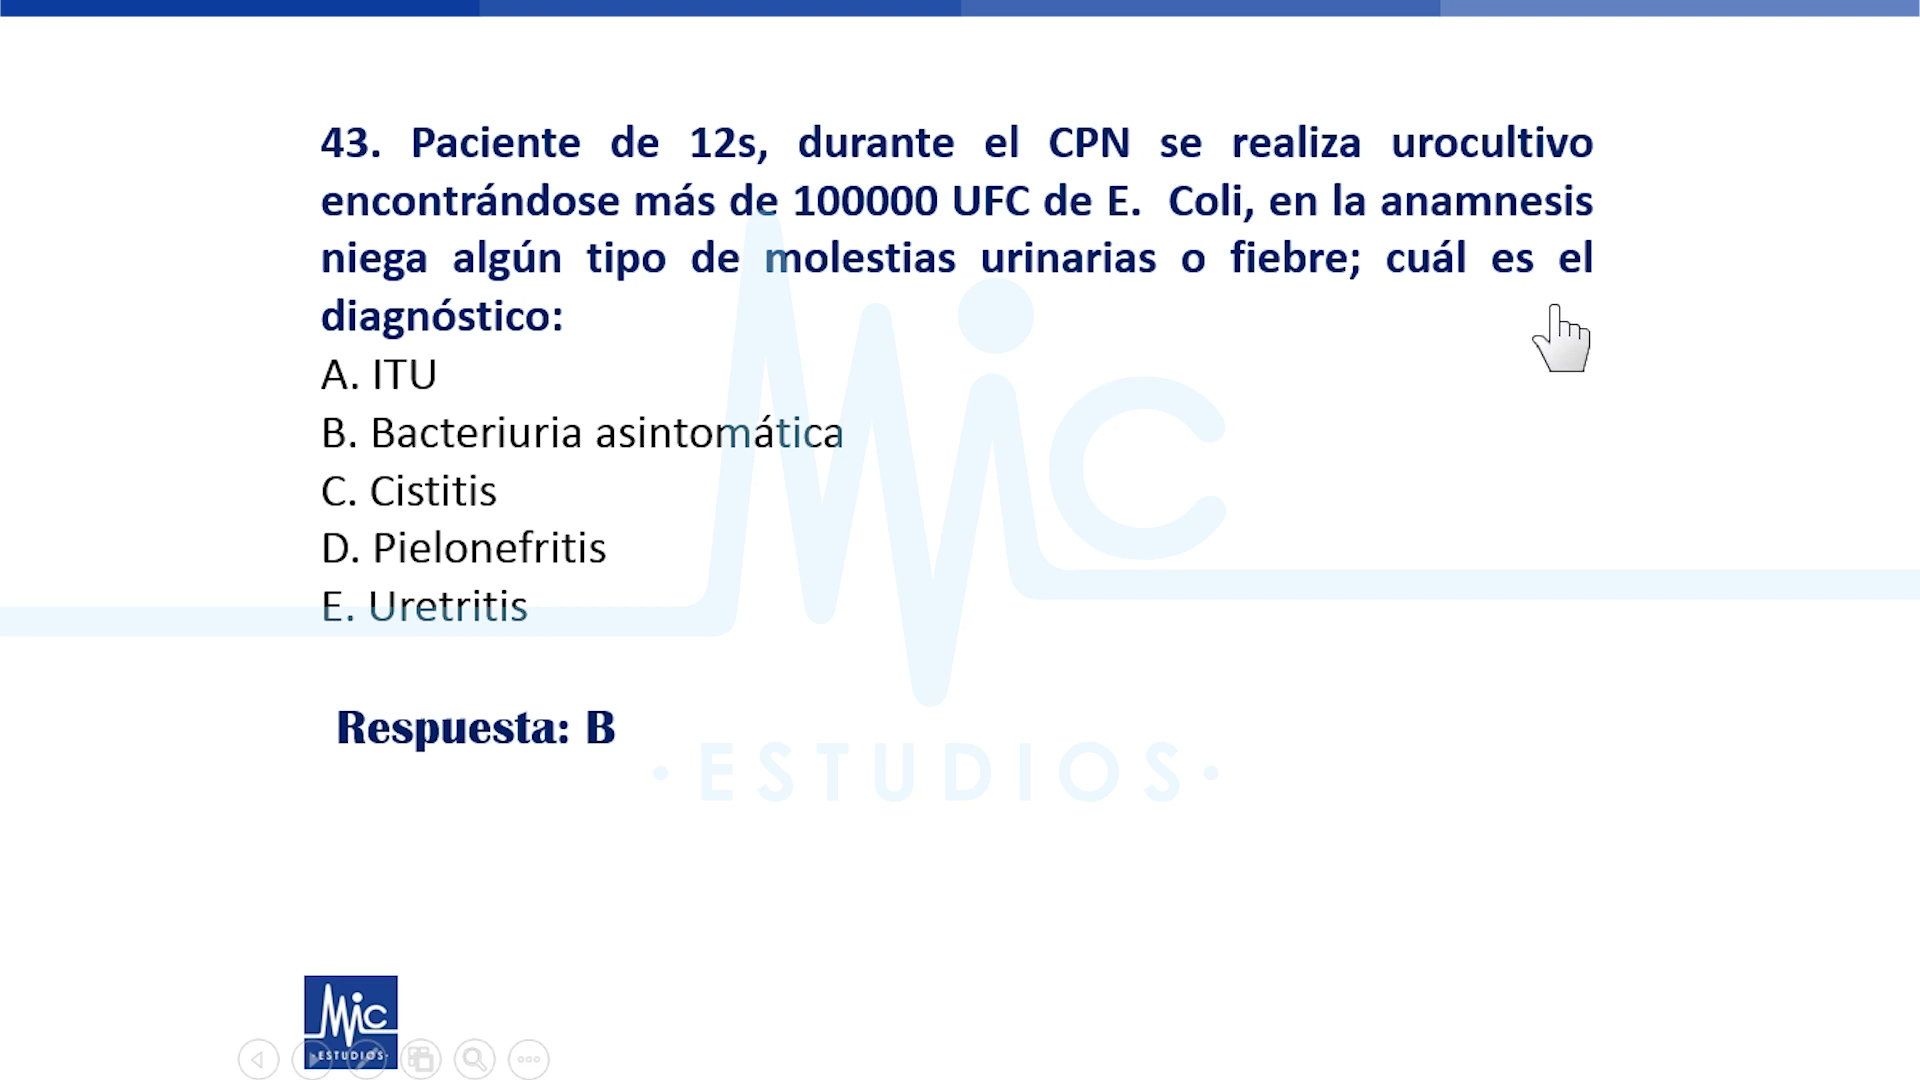 43. Paciente de 12s, durante el CPN se realiza urocultivo
encontrándose más de 100000 UFC de E. Coli, en la anamnesis
niega algún tipo de molestias urinarias o fiebre; cuál es el
diagnóstico:
A. ITU
B. Bacteriuria asintomática
C. Cistitis
D. Pielonefritis
E. Uretritis
Respuesta: B
Mic
·ESTUDIOS·
Mic
·ESTUDIOS·